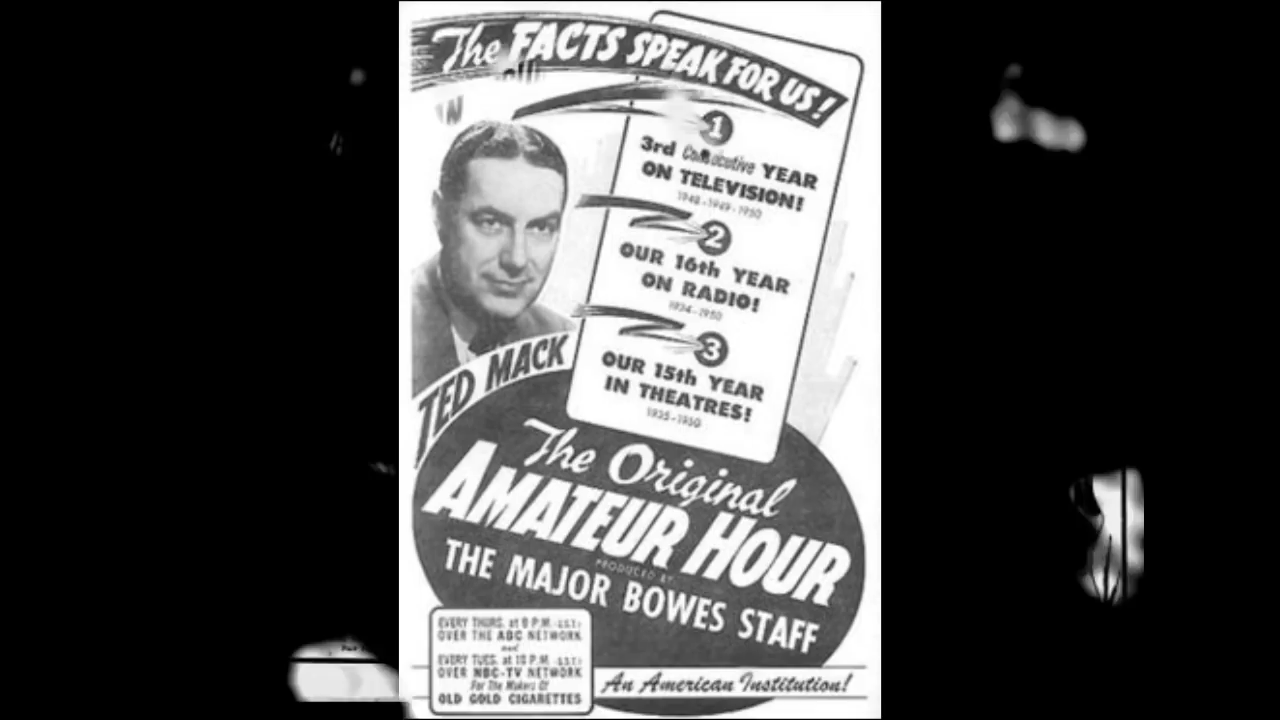 The FACTS SPEAK FOR US!
1
3rd Consecutive YEAR
ON TELEVISION!
1948-1949-1950
2
OUR 16th YEAR
ON RADIO!
1934-1950
3
OUR 15th YEAR
IN THEATRES!
1935-1950
TED MACK
The Original
AMATEUR HOUR
PRODUCED BY
THE MAJOR BOWES STAFF
EVERY THURS. at 9 P.M. (E.S.T.)
OVER THE ABC NETWORK
and
EVERY TUES. at 10 P.M. (E.S.T.)
OVER NBC-TV NETWORK
For The Makers Of
OLD GOLD CIGARETTES
An American Institution!